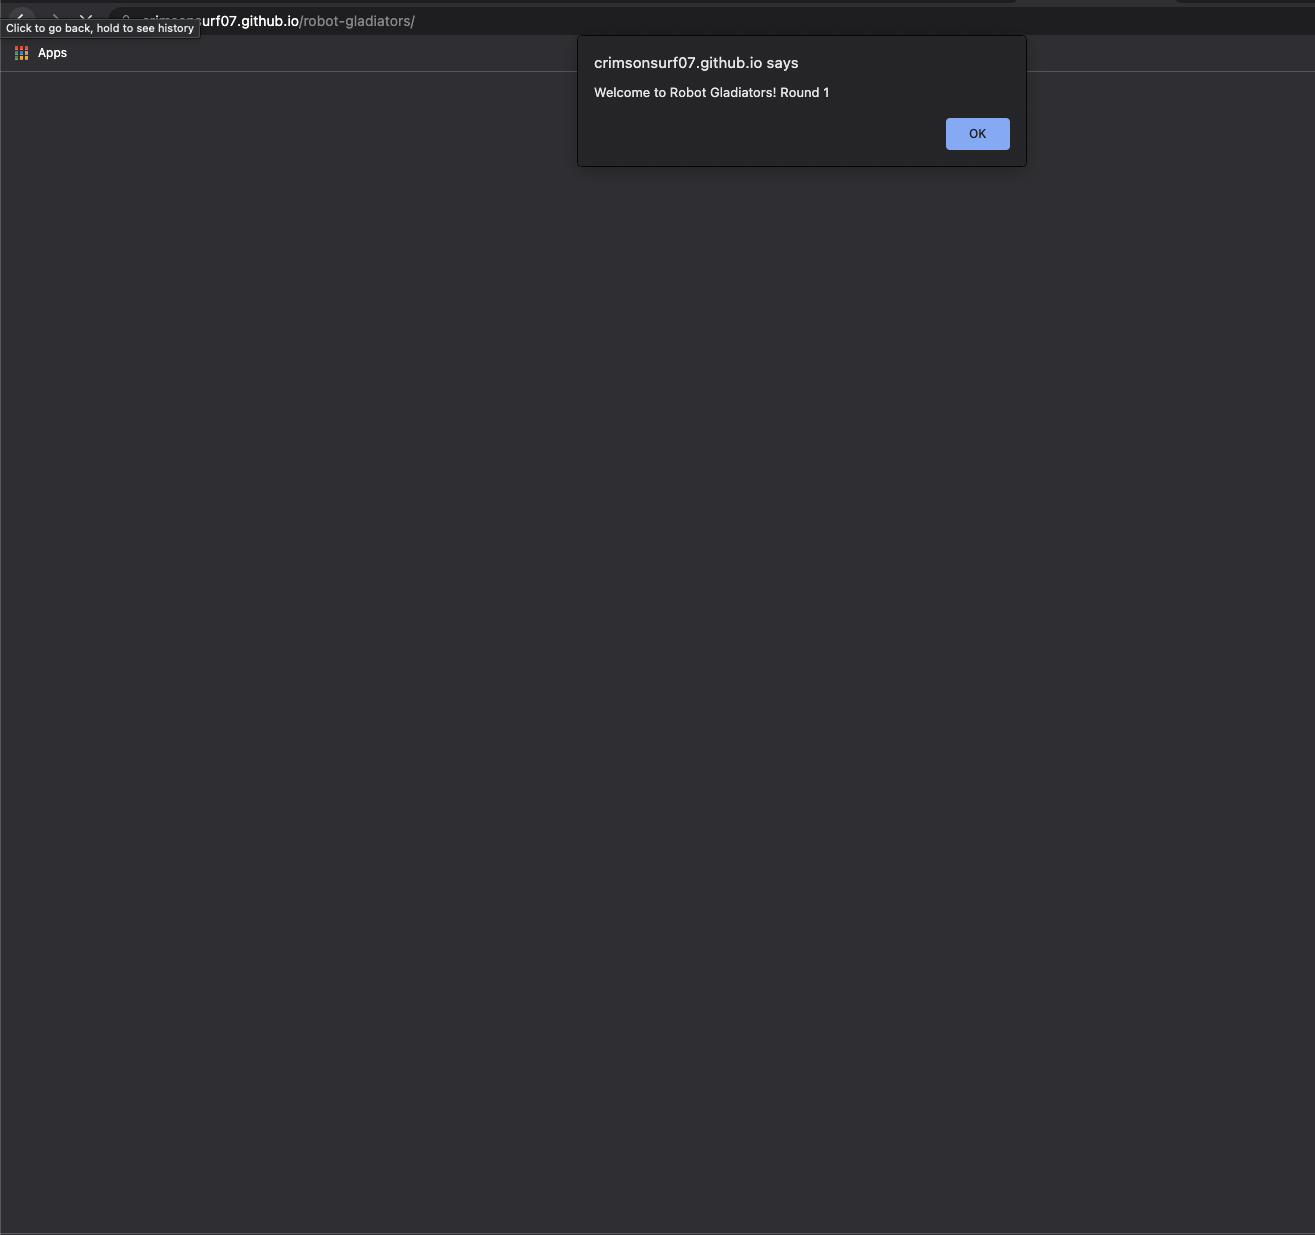 urf07.github.io/robot-gladiators/
Click to go back, hold to see history
Apps
crimsonsurf07.github.io says
Welcome to Robot Gladiators! Round 1
OK